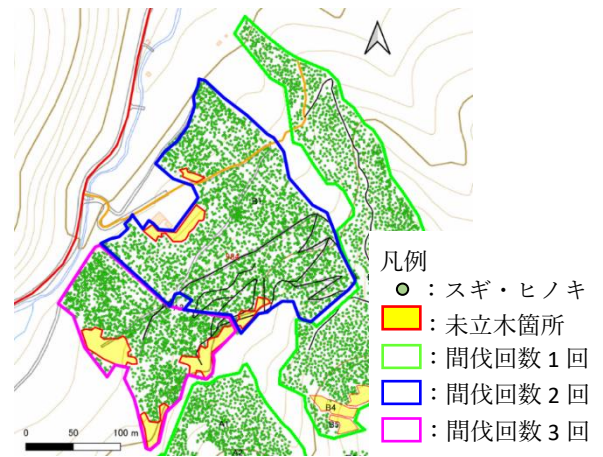 凡例
：スギ・ヒノキ
：未立木箇所
：間伐回数 1 回
：間伐回数 2 回
：間伐回数 3 回
B4
B5
0 50 100 m